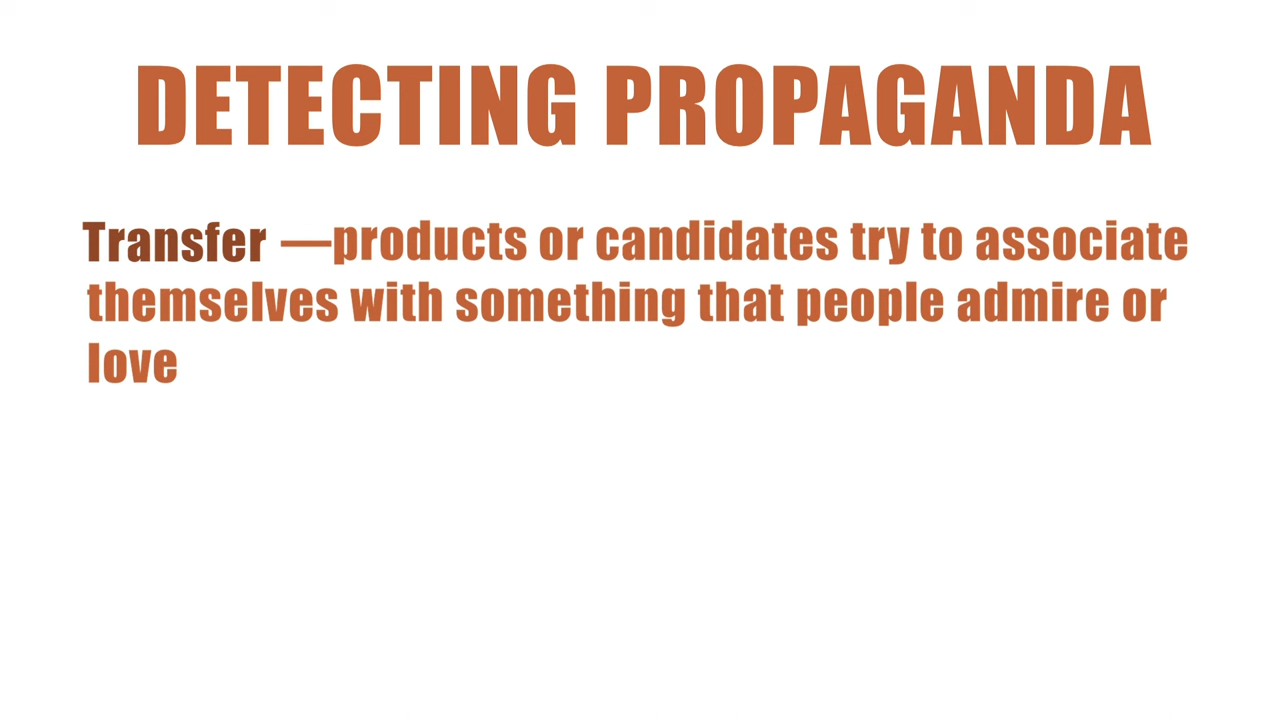 DETECTING PROPAGANDA
Transfer —products or candidates try to associate
themselves with something that people admire or
love